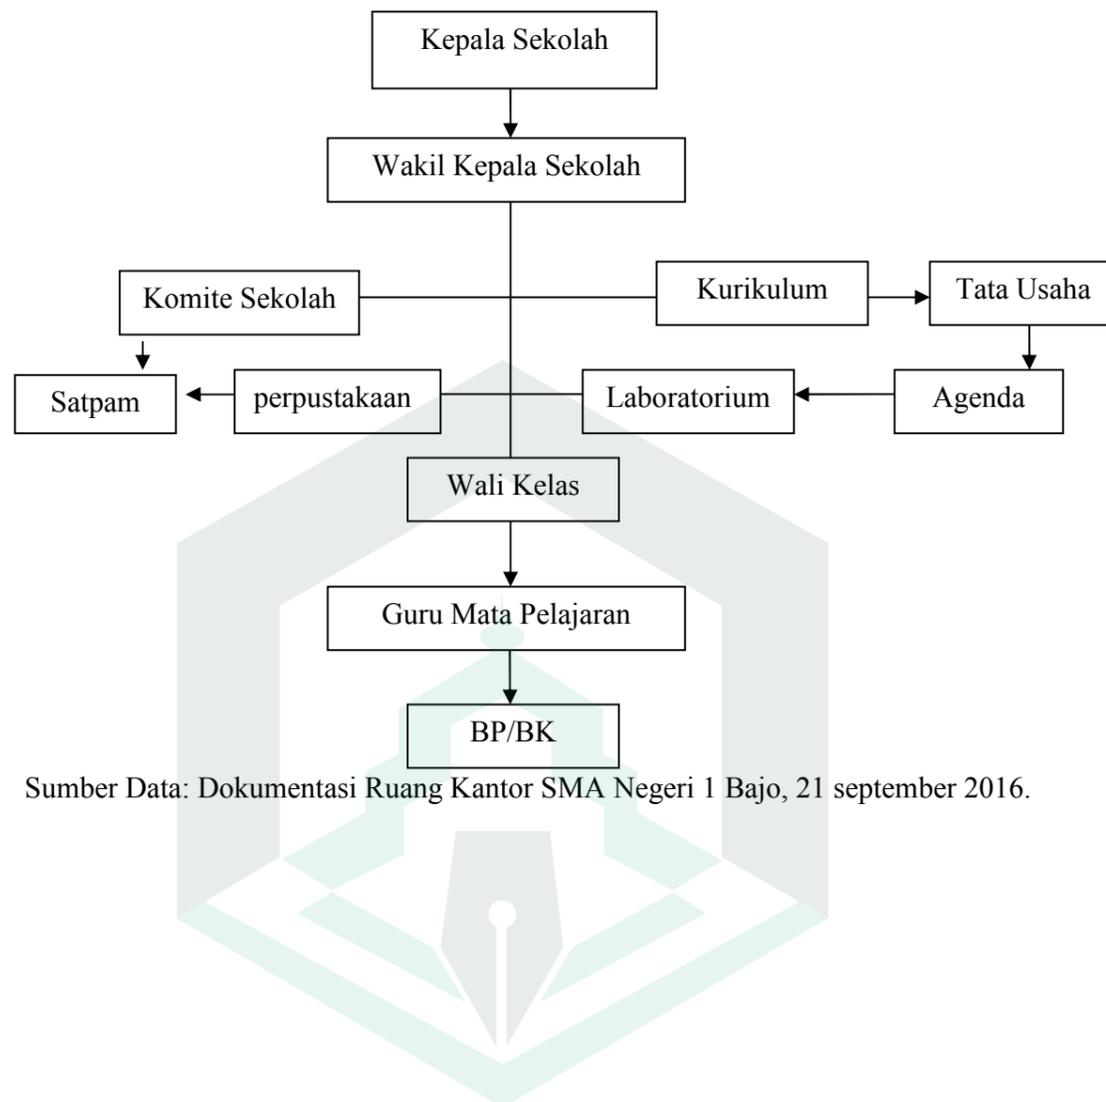 Kepala Sekolah
Wakil Kepala Sekolah
Komite Sekolah
Kurikulum
Tata Usaha
Satpam
perpustakaan
Laboratorium
Agenda
Wali Kelas
Guru Mata Pelajaran
BP/BK
Sumber Data: Dokumentasi Ruang Kantor SMA Negeri 1 Bajo, 21 september 2016.